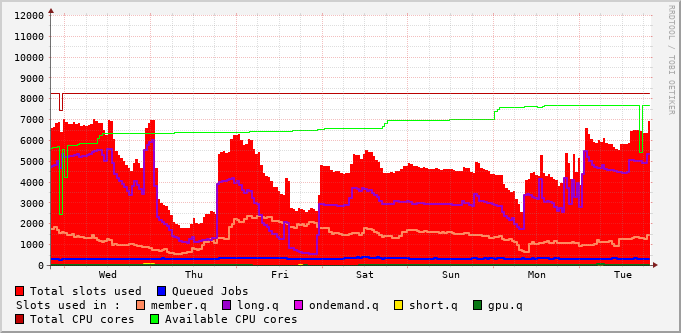 12000
11000
10000
9000
8000
7000
6000
5000
4000
3000
2000
1000
0
Wed Thu Fri Sat Sun Mon Tue
RRDTOOL / TOBI OETIKER
Total slots used Queued Jobs
Slots used in : member.q long.q ondemand.q short.q gpu.q
Total CPU cores Available CPU cores